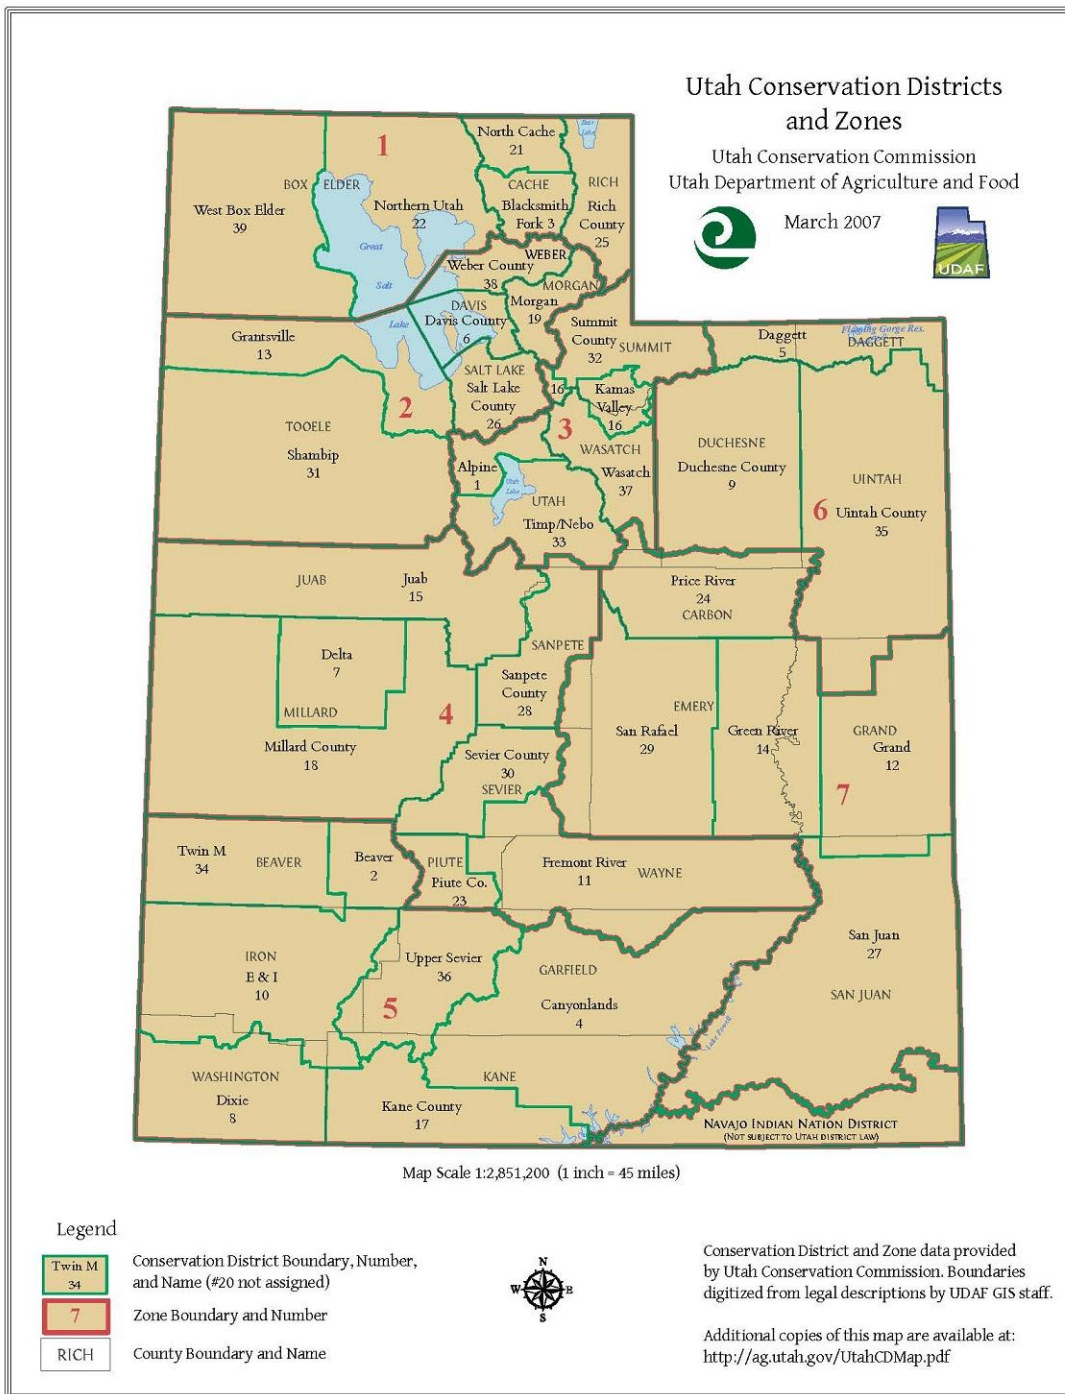 Utah Conservation Districts
and Zones
Utah Conservation Commission
Utah Department of Agriculture and Food
March 2007
UDAF
1
North Cache
21
Bear
Lake
BOX ELDER
CACHE
RICH
West Box Elder
39
Northern Utah
22
Blacksmith
Fork 3
Rich
County
25
Great
Salt
Lake
WEBER
Weber County
38
MORGAN
Morgan
19
DAVIS
Davis County
6
Grantsville
13
Summit
County
32
SUMMIT
Daggett
5
Flaming Gorge Res.
DAGGETT
SALT LAKE
Salt Lake
County
26
16
Kamas
Valley
16
2
3
TOOELE
Shambip
31
WASATCH
Wasatch
37
DUCHESNE
Duchesne County
9
UINTAH
6
Uintah County
35
Alpine
1
Utah
Lake
UTAH
Timp/Nebo
33
JUAB
Juab
15
Price River
24
CARBON
SANPETE
Delta
7
Sanpete
County
28
MILLARD
4
EMERY
San Rafael
29
Green River
14
GRAND
Grand
12
Millard County
18
Sevier County
30
SEVIER
7
Twin M
34
BEAVER
Beaver
2
PIUTE
Piute Co.
23
Fremont River
11
WAYNE
San Juan
27
IRON
E & I
10
Upper Sevier
36
GARFIELD
Canyonlands
4
SAN JUAN
5
Lake Powell
WASHINGTON
Dixie
8
KANE
Kane County
17
NAVAJO INDIAN NATION DISTRICT
(NOT SUBJECT TO UTAH DISTRICT LAW)
Map Scale 1:2,851,200 (1 inch = 45 miles)
Legend
Twin M
34
Conservation District Boundary, Number,
and Name (#20 not assigned)
7
Zone Boundary and Number
RICH
County Boundary and Name
N
W E
S
Conservation District and Zone data provided
by Utah Conservation Commission. Boundaries
digitized from legal descriptions by UDAF GIS staff.
Additional copies of this map are available at:
http://ag.utah.gov/UtahCDMap.pdf